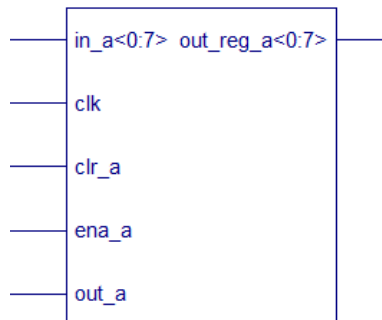 in_a<0:7> out_reg_a<0:7>
clk
clr_a
ena_a
out_a